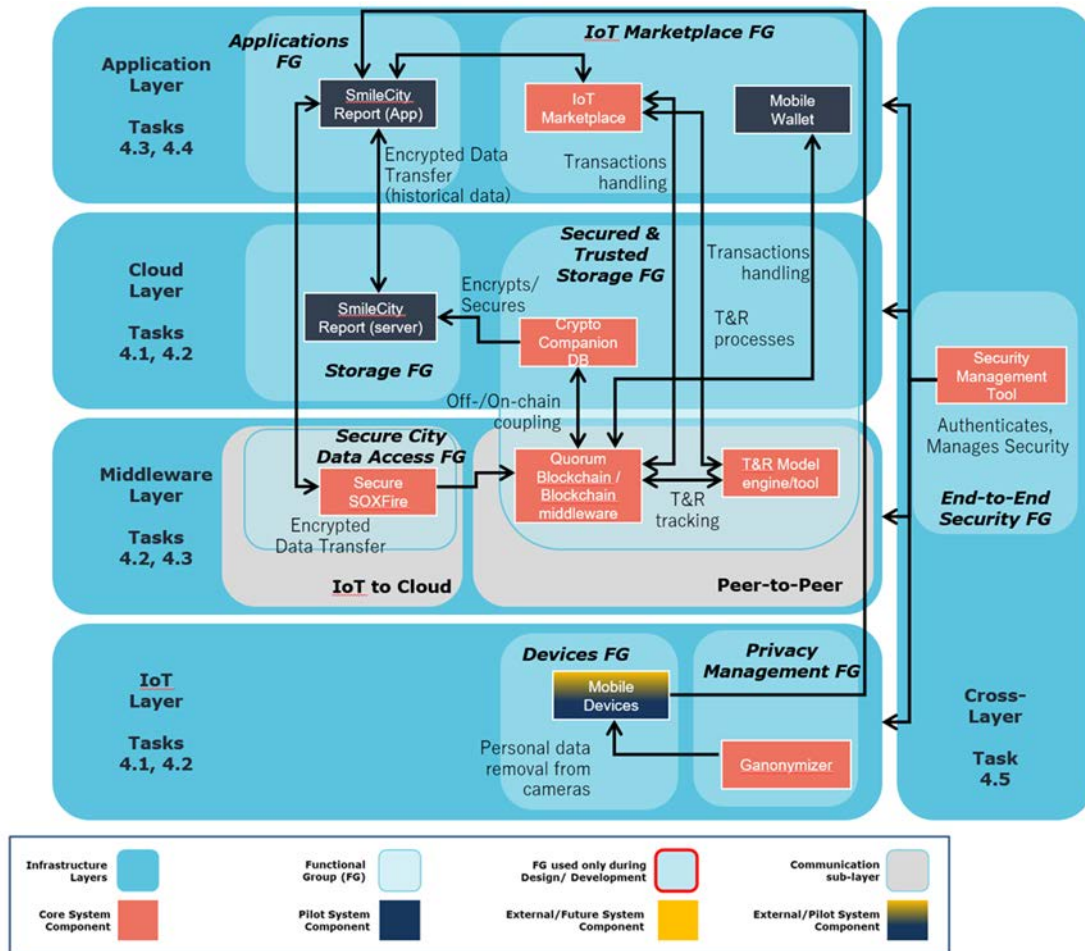 Application
Layer
Tasks
4.3, 4.4
Applications
FG
SmileCity
Report (App)
Encrypted Data
Transfer
(historical data)
IoT Marketplace FG
IoT
Marketplace
Mobile
Wallet
Transactions
handling
Cloud
Layer
Tasks
4.1, 4.2
SmileCity
Report (server)
Storage FG
Encrypts/
Secures
Secured &
Trusted
Storage FG
Crypto
Companion
DB
Transactions
handling
T&R
processes
Off-/On-chain
coupling
Middleware
Layer
Tasks
4.2, 4.3
Secure City
Data Access FG
Secure
SOXFire
Encrypted
Data Transfer
IoT to Cloud
Quorum
Blockchain /
Blockchain
middleware
T&R
tracking
T&R Model
engine/tool
Peer-to-Peer
IoT
Layer
Tasks
4.1, 4.2
Devices FG
Mobile
Devices
Personal data
removal from
cameras
Privacy
Management FG
Ganonymizer
Security
Management
Tool
Authenticates,
Manages Security
End-to-End
Security FG
Cross-
Layer
Task
4.5
Infrastructure
Layers
Functional
Group (FG)
FG used only during
Design/ Development
Communication
sub-layer
Core System
Component
Pilot System
Component
External/Future System
Component
External/Pilot System
Component